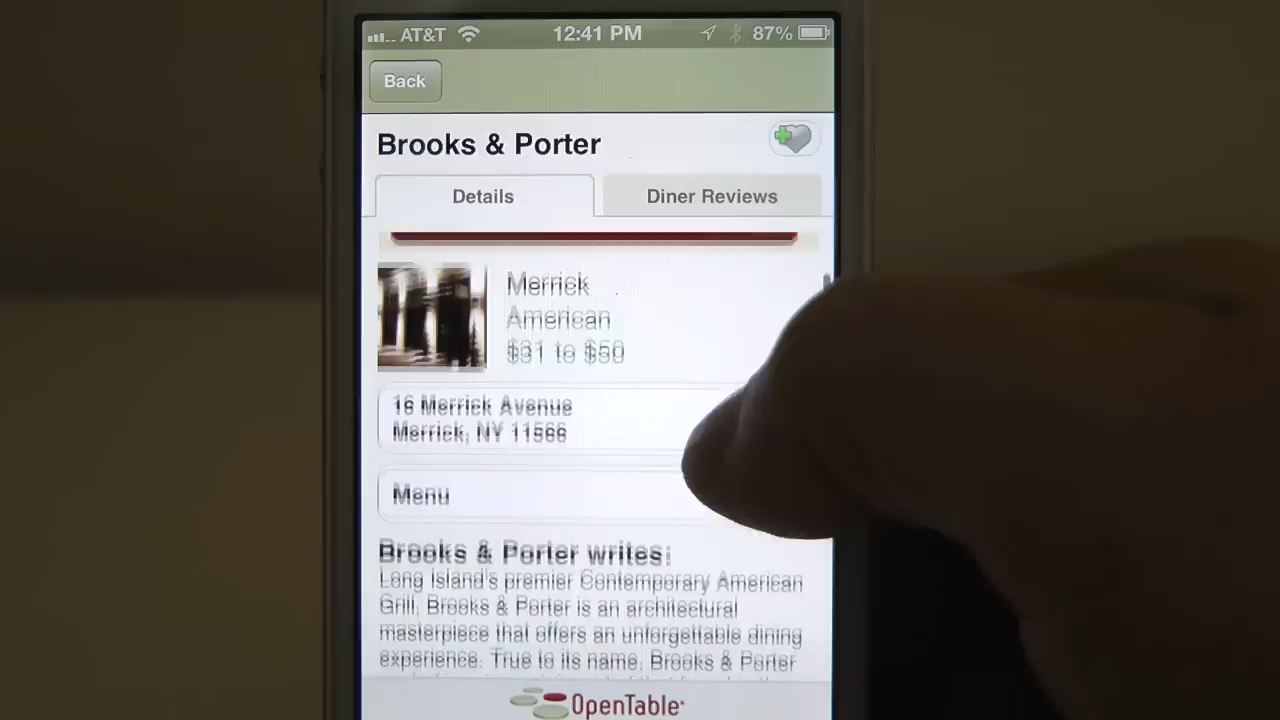 AT&T 12:41 PM 87%
Back
Brooks & Porter
Details Diner Reviews
Merrick
American
$31 to $50
16 Merrick Avenue
Merrick, NY 11566
Menu
Brooks & Porter writes:
Long Island's premier Contemporary American
Grill, Brooks & Porter is an architectural
masterpiece that offers an unforgettable dining
experience. True to its name, Brooks & Porter
OpenTable